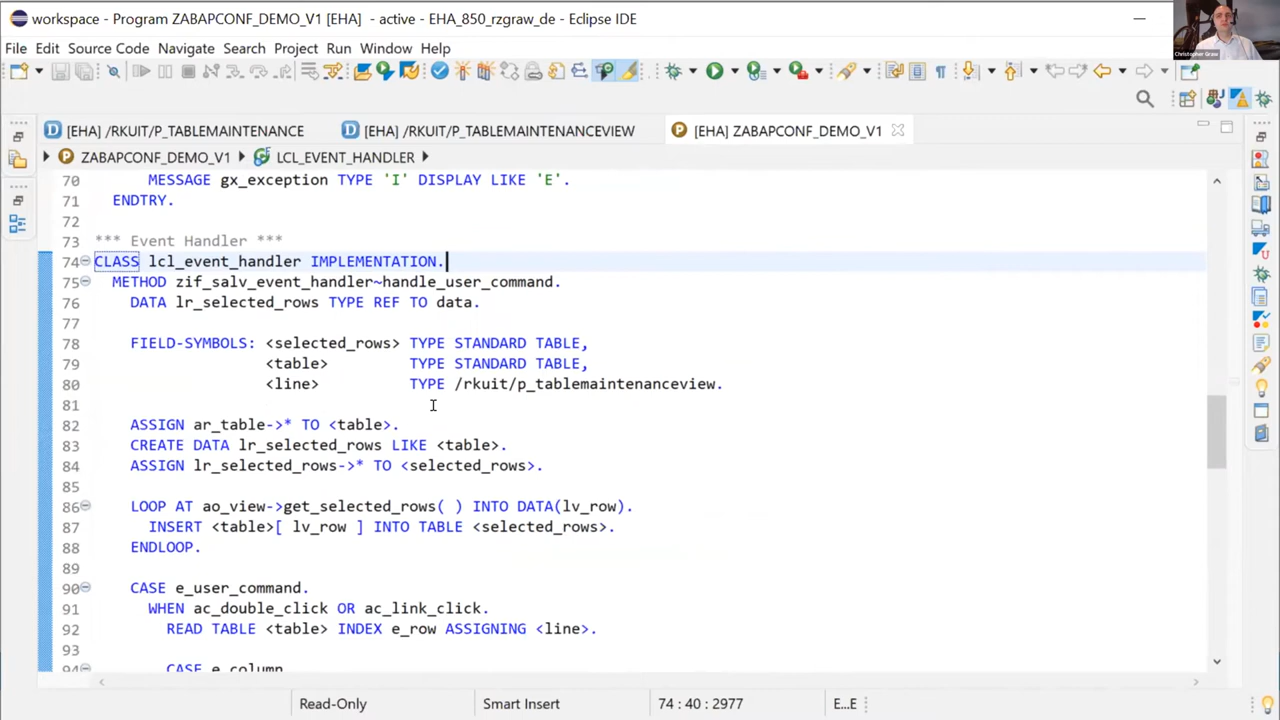 workspace - Program ZABAPCONF_DEMO_V1 [EHA]  - active - EHA_850_rzgraw_de - Eclipse IDE
Christopher Grass
File Edit Source Code Navigate Search Project Run Window Help
[EHA] /RKUIT/P_TABLEMAINTENANCE [EHA] /RKUIT/P_TABLEMAINTENANCEVIEW [EHA] ZABAPCONF_DEMO_V1
ZABAPCONF_DEMO_V1 LCL_EVENT_HANDLER
70 MESSAGE gx_exception TYPE 'I' DISPLAY LIKE 'E'.
71 ENDTRY.
72
73 *** Event Handler ***
74 CLASS lcl_event_handler IMPLEMENTATION.
75 METHOD zif_salv_event_handler~handle_user_command.
76 DATA lr_selected_rows TYPE REF TO data.
77
78 FIELD-SYMBOLS: <selected_rows> TYPE STANDARD TABLE,
79 <table> TYPE STANDARD TABLE,
80 <line> TYPE /rkuit/p_tablemaintenanceview.
81
82 ASSIGN ar_table->* TO <table>.
83 CREATE DATA lr_selected_rows LIKE <table>.
84 ASSIGN lr_selected_rows->* TO <selected_rows>.
85
86 LOOP AT ao_view->get_selected_rows( ) INTO DATA(lv_row).
87 INSERT <table>[ lv_row ] INTO TABLE <selected_rows>.
88 ENDLOOP.
89
90 CASE e_user_command.
91 WHEN ac_double_click OR ac_link_click.
92 READ TABLE <table> INDEX e_row ASSIGNING <line>.
93
94 CASE e_column
Read-Only Smart Insert 74 : 40 : 2977 E...E